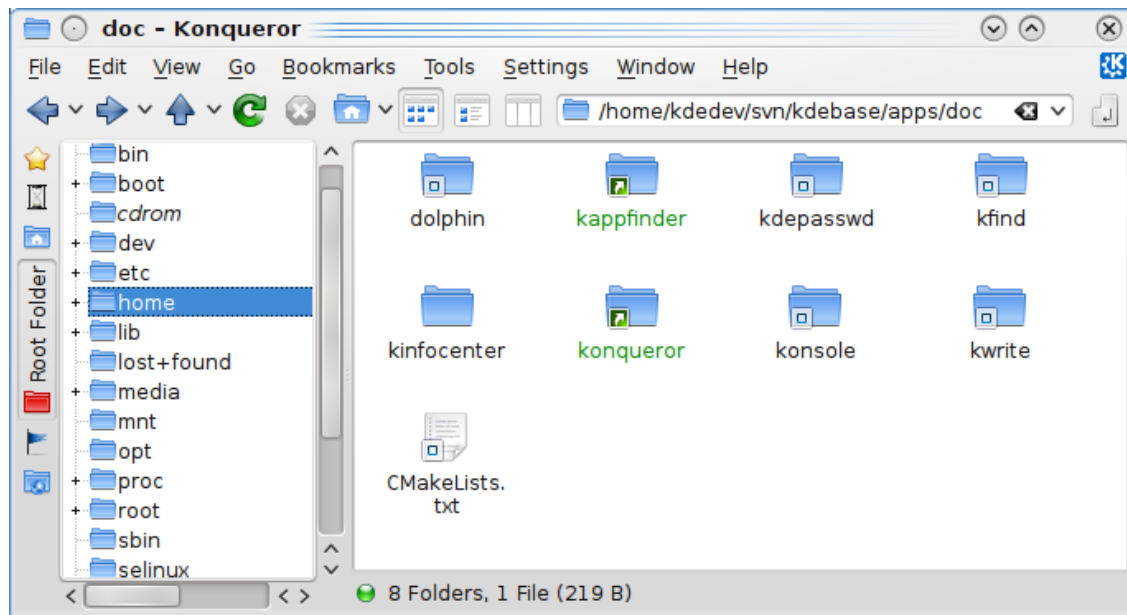 doc – Konqueror
File Edit View Go Bookmarks Tools Settings Window Help
/home/kdedev/svn/kdebase/apps/doc
Root Folder
bin
boot
cdrom
dev
etc
home
lib
lost+found
media
mnt
opt
proc
root
sbin
selinux
dolphin kappfinder kdepasswd kfind
kinfocenter konqueror konsole kwrite
CMakeLists.
txt
8 Folders, 1 File (219 B)